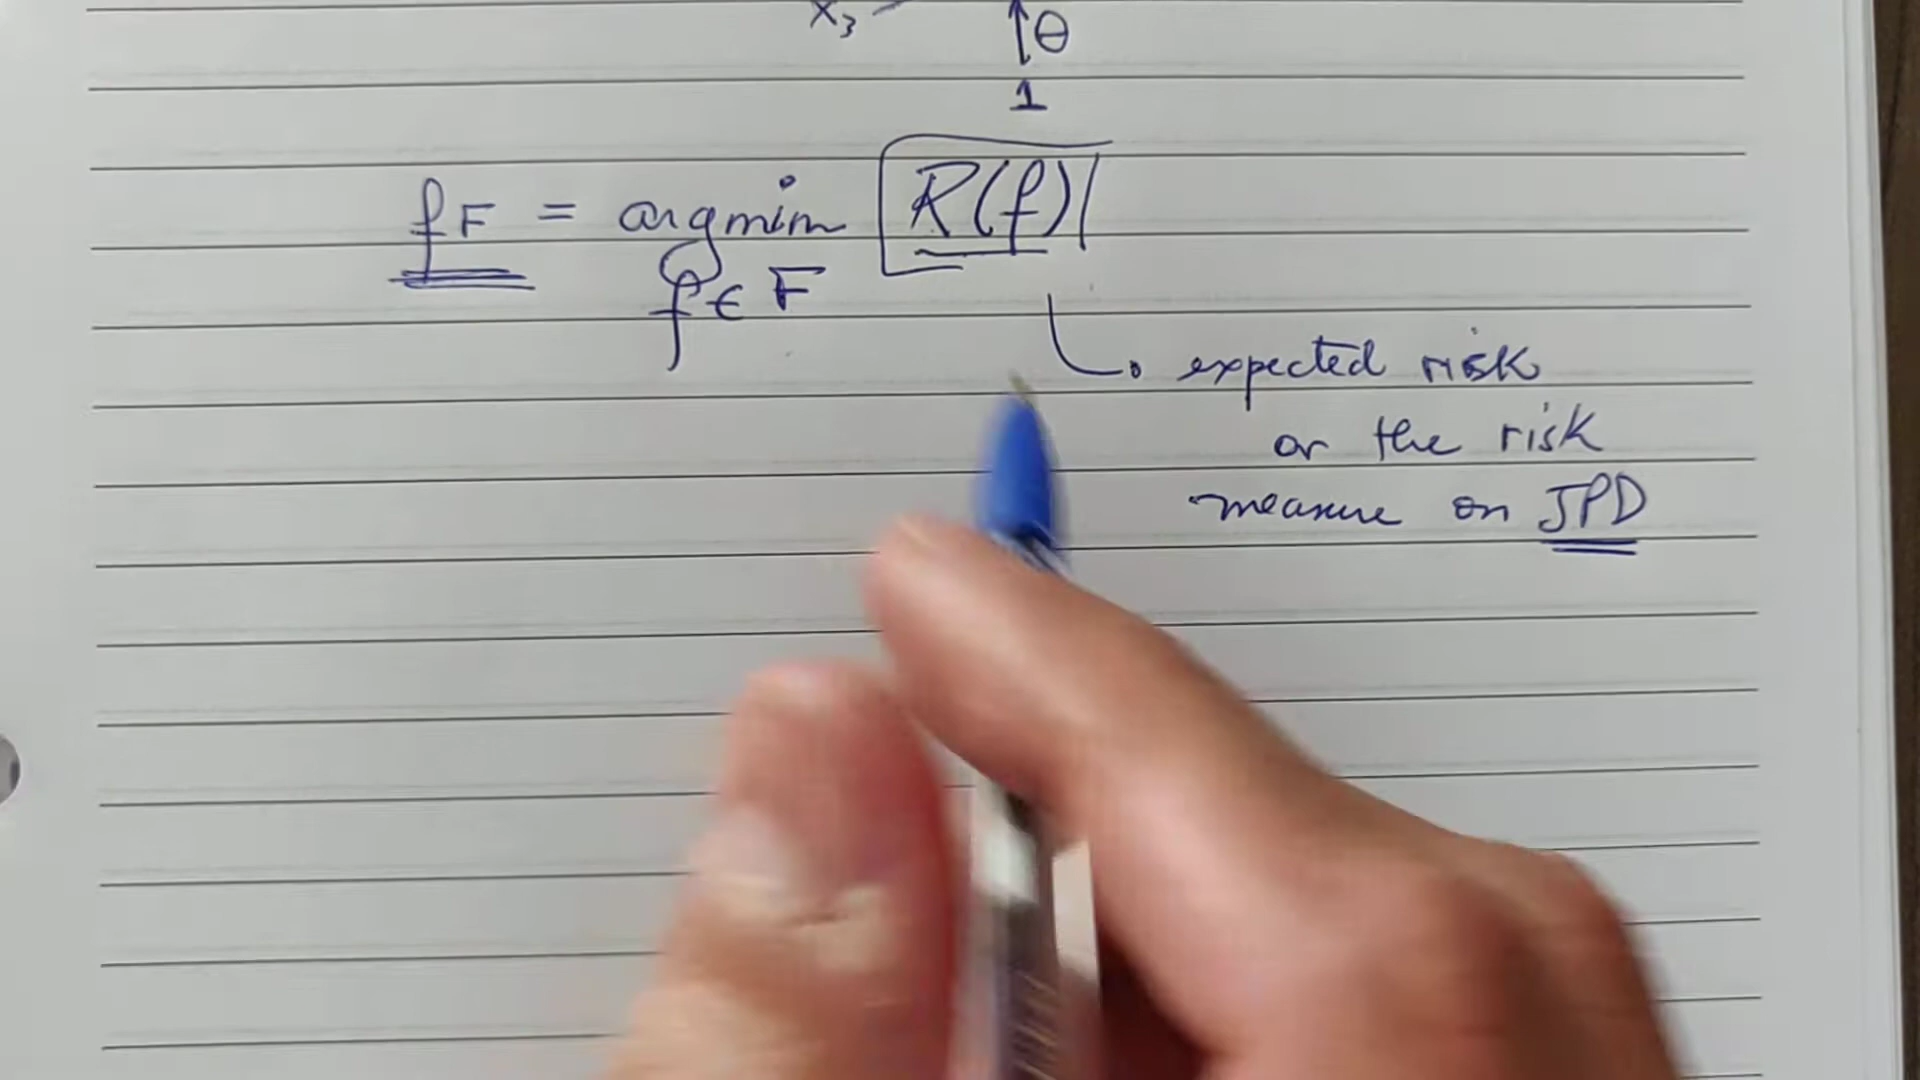 x₃ ↑θ
1
f_F = argmin R(f)
f ∈ F
expected risk
or the risk
measure on JPD